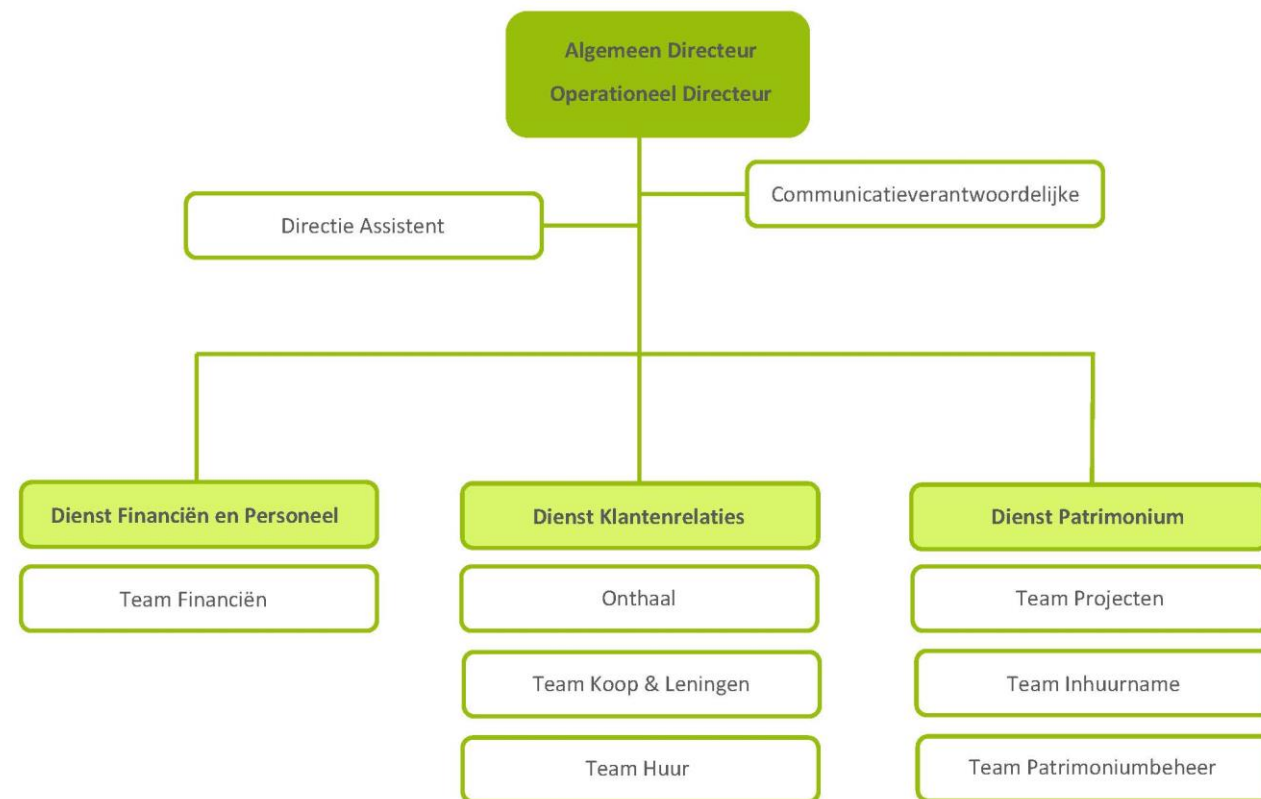 Algemeen Directeur
Operationeel Directeur
Communicatieverantwoordelijke
Directie Assistent
Dienst Financiën en Personeel
Team Financiën
Dienst Klantenrelaties
Onthaal
Team Koop & Leningen
Team Huur
Dienst Patrimonium
Team Projecten
Team Inhuurname
Team Patrimoniumbeheer